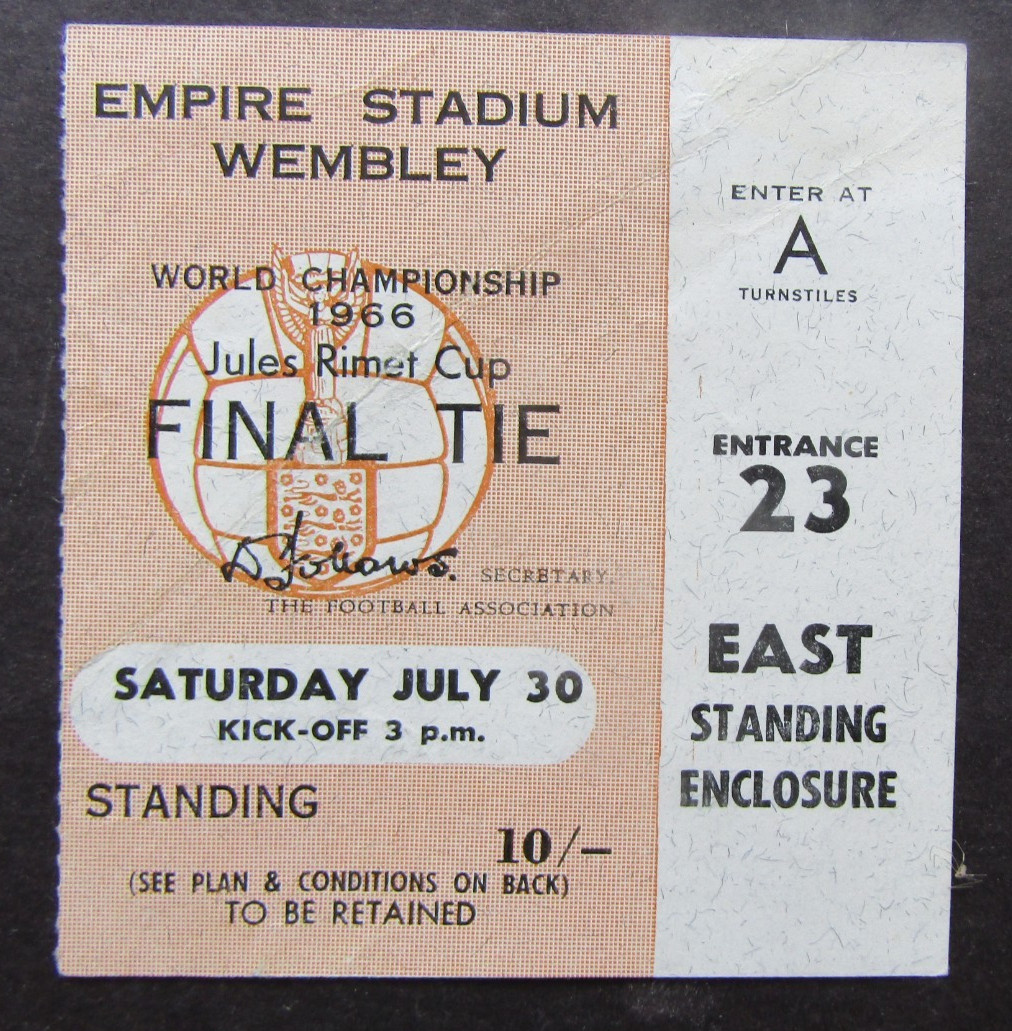 EMPIRE STADIUM
WEMBLEY
WORLD CHAMPIONSHIP
1966
Jules Rimet Cup
FINAL TIE
D Follows. SECRETARY,
THE FOOTBALL ASSOCIATION
SATURDAY JULY 30
KICK-OFF 3 p.m.
STANDING
10/–
(SEE PLAN & CONDITIONS ON BACK)
TO BE RETAINED
ENTER AT
A
TURNSTILES
ENTRANCE
23
EAST
STANDING
ENCLOSURE